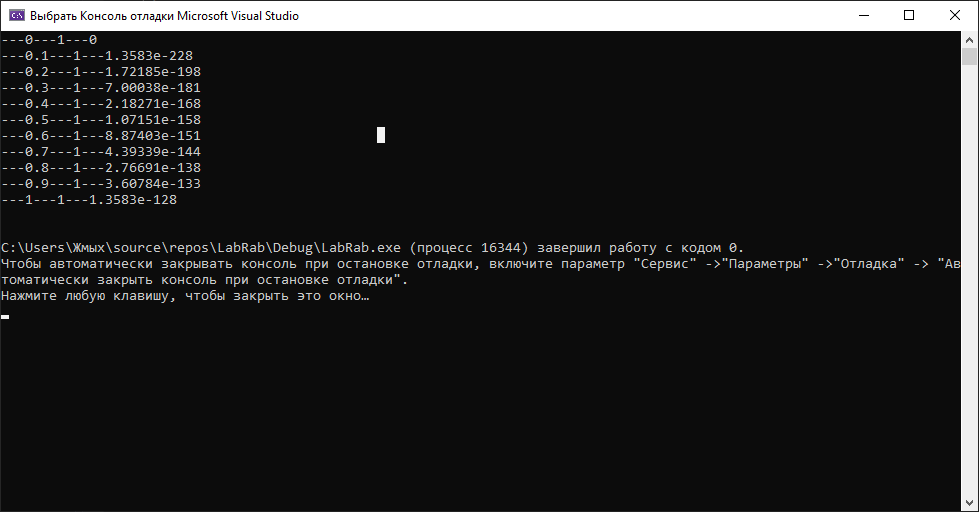 Выбрать Консоль отладки Microsoft Visual Studio
---0---1---0
---0.1---1---1.3583e-228
---0.2---1---1.72185e-198
---0.3---1---7.00038e-181
---0.4---1---2.18271e-168
---0.5---1---1.07151e-158
---0.6---1---8.87403e-151
---0.7---1---4.39339e-144
---0.8---1---2.76691e-138
---0.9---1---3.60784e-133
---1---1---1.3583e-128
C:\Users\Жмых\source\repos\LabRab\Debug\LabRab.exe (процесс 16344) завершил работу с кодом 0.
Чтобы автоматически закрывать консоль при остановке отладки, включите параметр "Сервис" ->"Параметры" ->"Отладка" -> "Ав
томатически закрыть консоль при остановке отладки".
Нажмите любую клавишу, чтобы закрыть это окно…